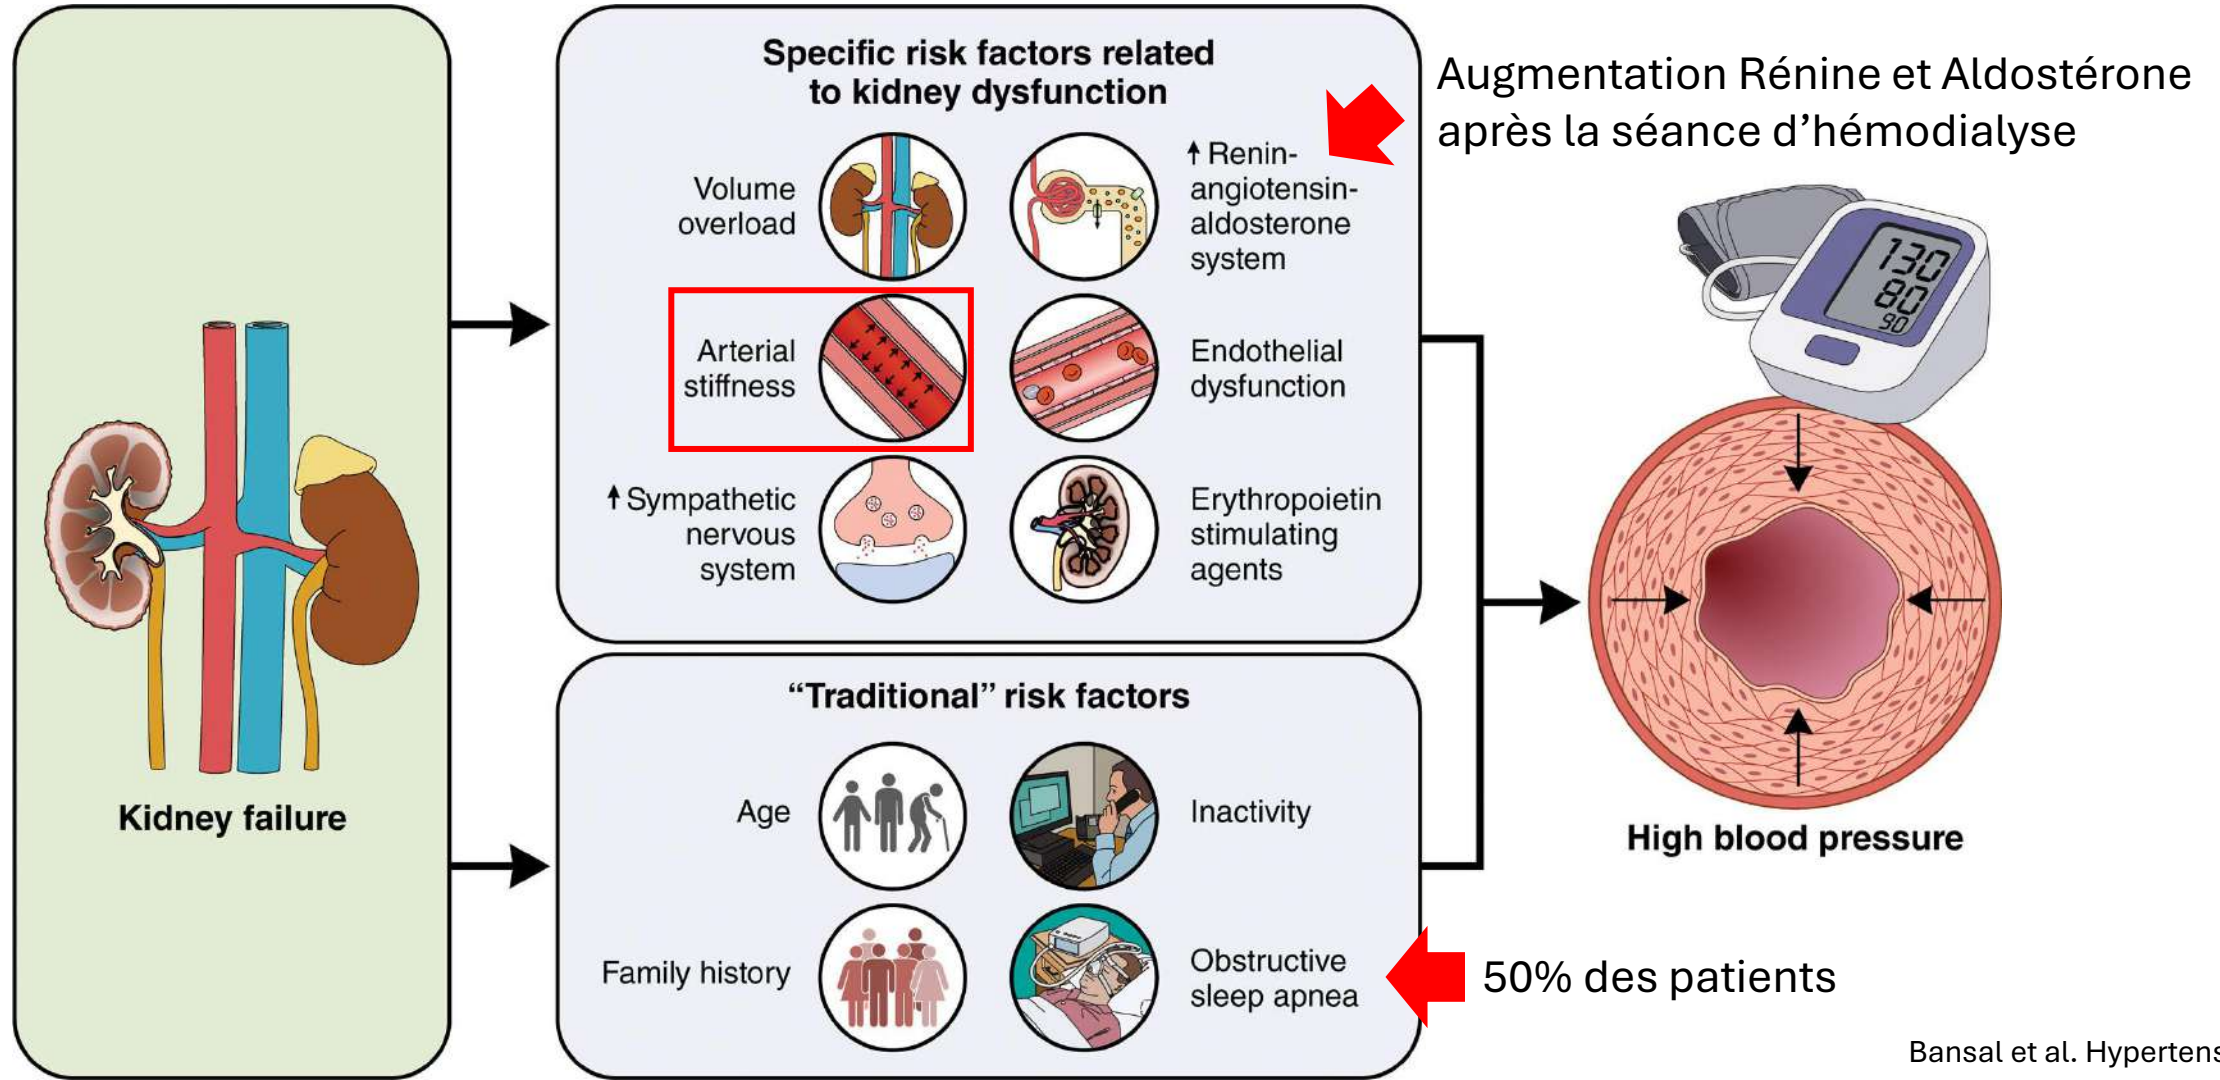 Specific risk factors related
to kidney dysfunction
Volume
overload
↑ Renin-
angiotensin-
aldosterone
system
Arterial
stiffness
Endothelial
dysfunction
↑ Sympathetic
nervous
system
Erythropoietin
stimulating
agents
Augmentation Rénine et Aldostérone
après la séance d’hémodialyse
130
80
90
Kidney failure
“Traditional” risk factors
Age
Inactivity
Family history
Obstructive
sleep apnea
50% des patients
High blood pressure
Bansal et al. Hypertens